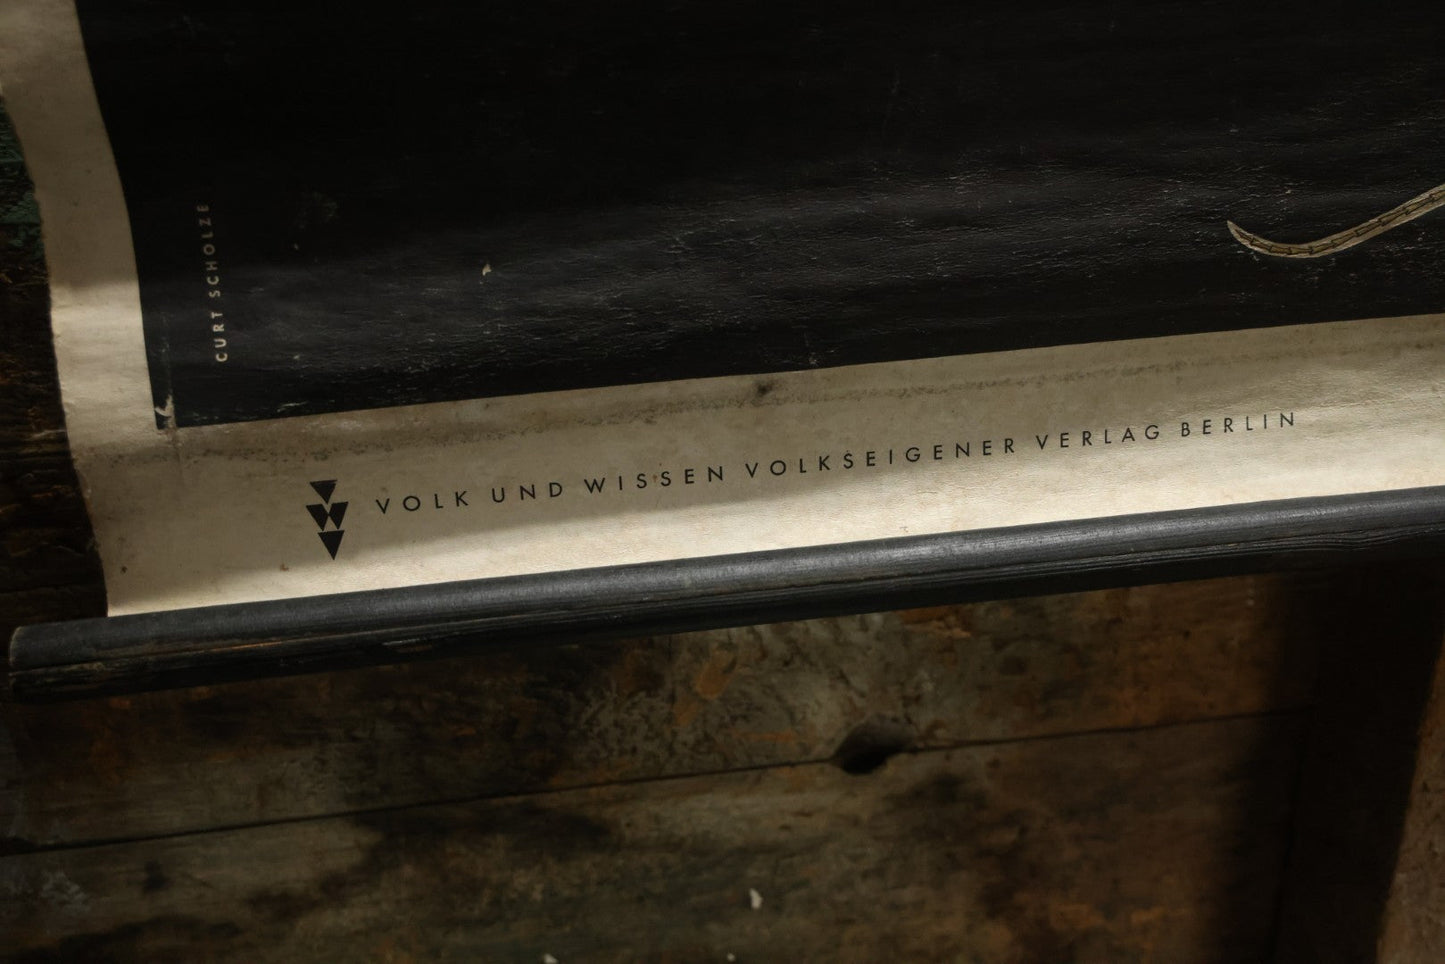 CURT SCHOLZE
VOLK UND WISSEN VOLKSEIGENER VERLAG BERLIN